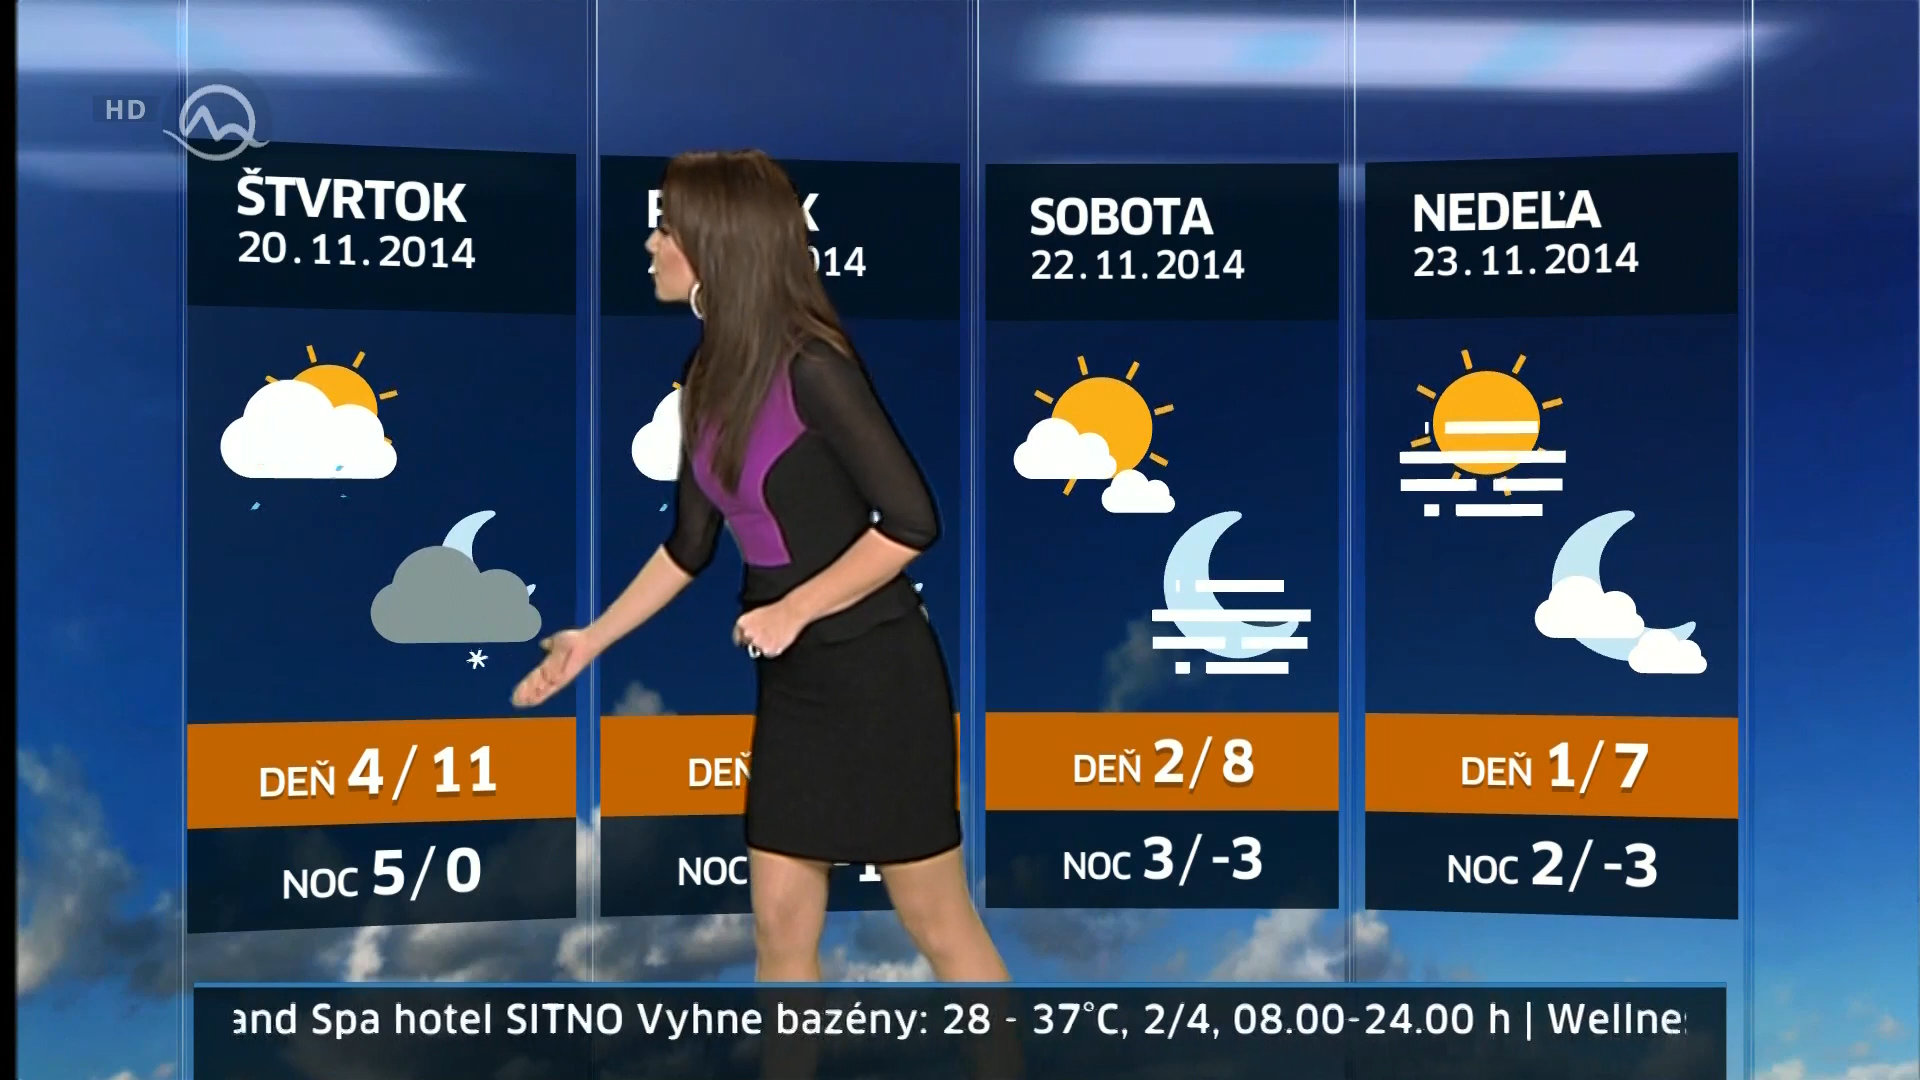 HD
ŠTVRTOK
20.11.2014
SOBOTA
22.11.2014
NEDEĽA
23.11.2014
DEŇ 4/11
DEŇ
DEŇ 2/8
DEŇ 1/7
NOC 5/0
NOC
NOC 3/-3
NOC 2/-3
and Spa hotel SITNO Vyhne bazény: 28 - 37°C, 2/4, 08.00-24.00 h |